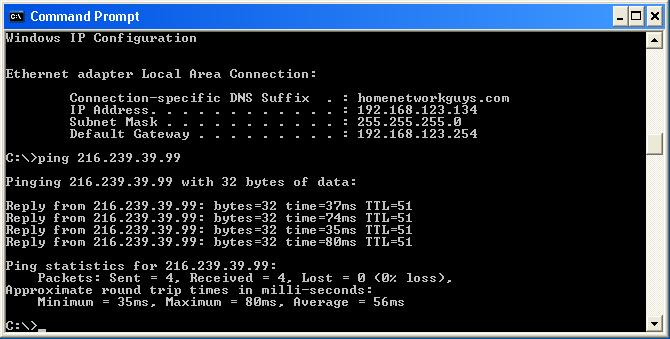 Command Prompt
Windows IP Configuration
Ethernet adapter Local Area Connection:
Connection-specific DNS Suffix  . : homenetworkguys.com
IP Address. . . . . . . . . . . . : 192.168.123.134
Subnet Mask . . . . . . . . . . . : 255.255.255.0
Default Gateway . . . . . . . . . : 192.168.123.254
C:\>ping 216.239.39.99
Pinging 216.239.39.99 with 32 bytes of data:
Reply from 216.239.39.99: bytes=32 time=37ms TTL=51
Reply from 216.239.39.99: bytes=32 time=74ms TTL=51
Reply from 216.239.39.99: bytes=32 time=35ms TTL=51
Reply from 216.239.39.99: bytes=32 time=80ms TTL=51
Ping statistics for 216.239.39.99:
Packets: Sent = 4, Received = 4, Lost = 0 (0% loss),
Approximate round trip times in milli-seconds:
Minimum = 35ms, Maximum = 80ms, Average = 56ms
C:\>_